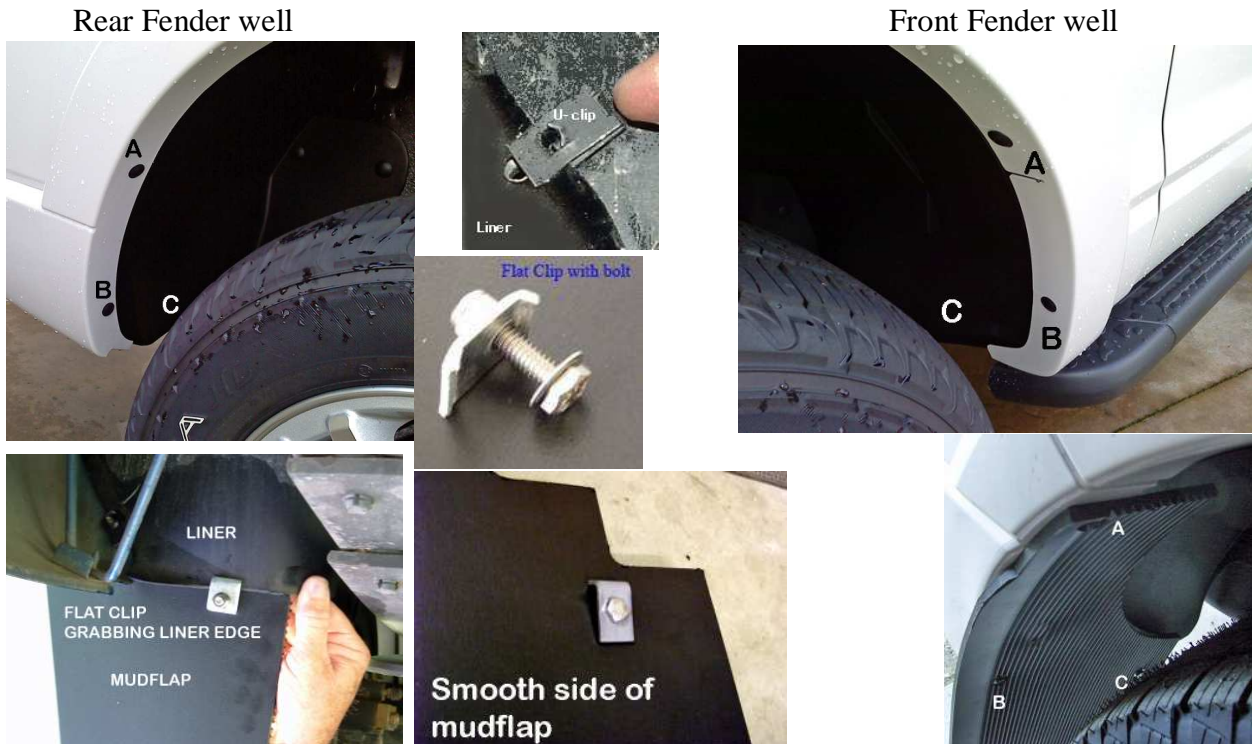 Rear Fender well
Front Fender well
A
B
C
U-clip
Liner
A
C
B
Flat Clip with bolt
A
LINER
FLAT CLIP
GRABBING LINER EDGE
MUDFLAP
Smooth side of
mudflap
A
B
C